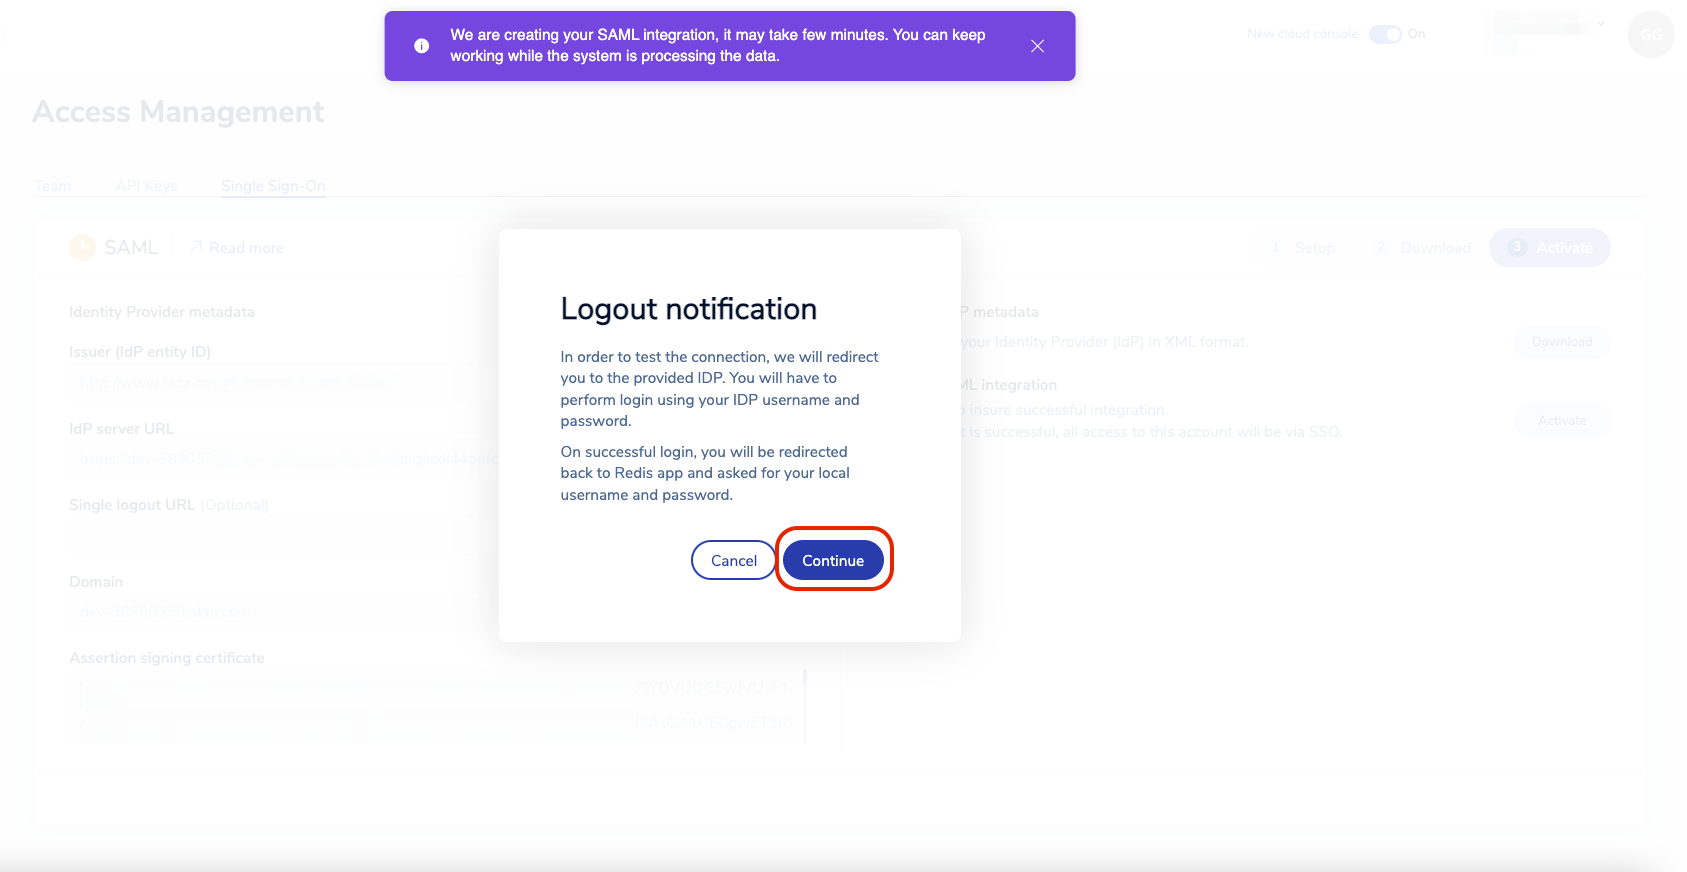 We are creating your SAML integration, it may take few minutes. You can keep
working while the system is processing the data.
New cloud console
On
GG
Access Management
Team
API Keys
Single Sign-On
SAML
Read more
1 Setup
2 Download
3 Activate
Identity Provider metadata
Issuer (IdP entity ID)
IdP server URL
Single logout URL (Optional)
Domain
Assertion signing certificate
Logout notification
In order to test the connection, we will redirect
you to the provided IDP. You will have to
perform login using your IDP username and
password.
On successful login, you will be redirected
back to Redis app and asked for your local
username and password.
Cancel
Continue
P metadata
your Identity Provider (IdP) in XML format.
Download
ML integration
o insure successful integration.
t is successful, all access to this account will be via SSO.
Activate